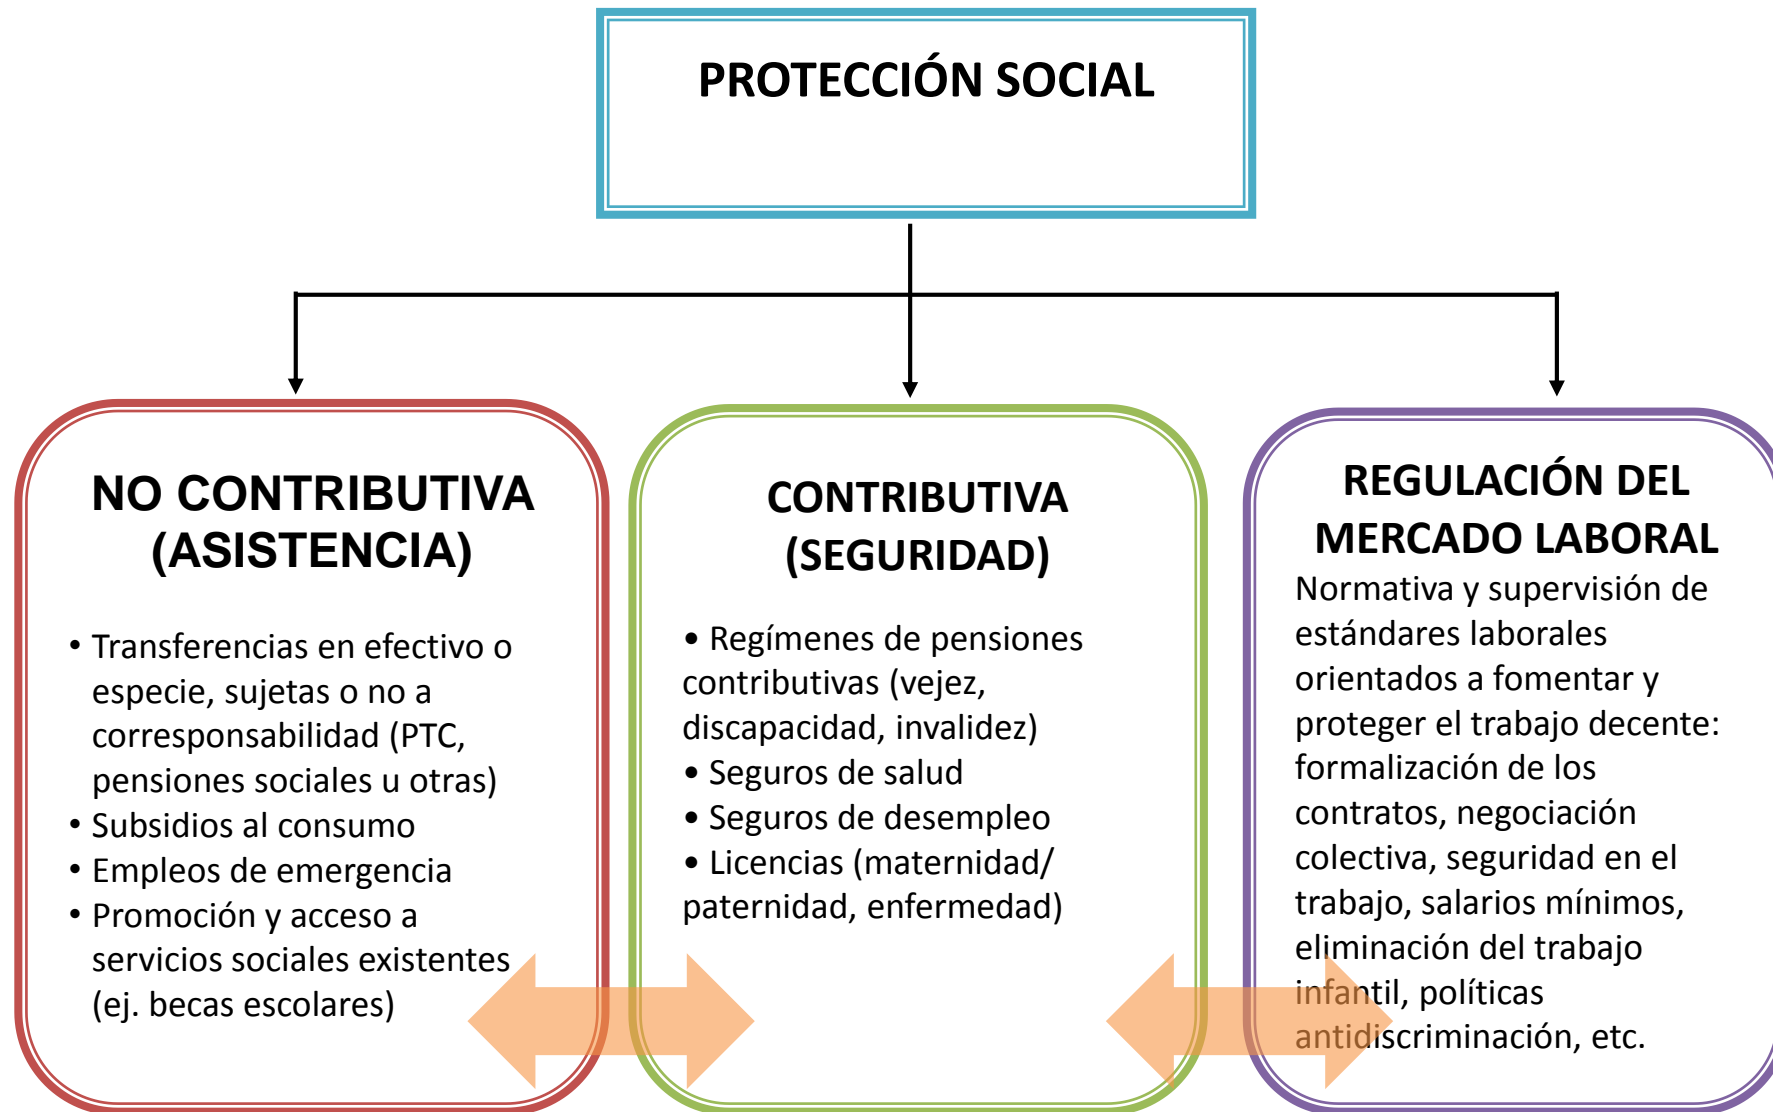 PROTECCIÓN SOCIAL
NO CONTRIBUTIVA
(ASISTENCIA)
• Transferencias en efectivo o
especie, sujetas o no a
corresponsabilidad (PTC,
pensiones sociales u otras)
• Subsidios al consumo
• Empleos de emergencia
• Promoción y acceso a
servicios sociales existentes
(ej. becas escolares)
CONTRIBUTIVA
(SEGURIDAD)
• Regímenes de pensiones
contributivas (vejez,
discapacidad, invalidez)
• Seguros de salud
• Seguros de desempleo
• Licencias (maternidad/
paternidad, enfermedad)
REGULACIÓN DEL
MERCADO LABORAL
Normativa y supervisión de
estándares laborales
orientados a fomentar y
proteger el trabajo decente:
formalización de los
contratos, negociación
colectiva, seguridad en el
trabajo, salarios mínimos,
eliminación del trabajo
infantil, políticas
antidiscriminación, etc.